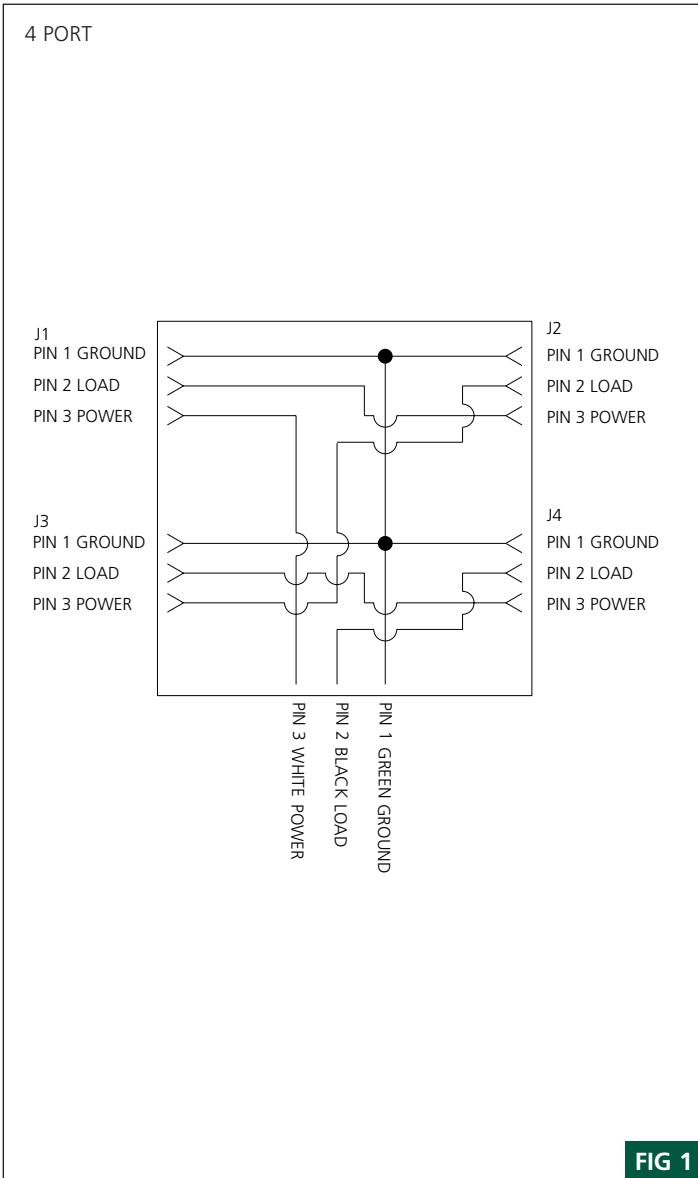 4 PORT
J1
PIN 1 GROUND
PIN 2 LOAD
PIN 3 POWER
J2
PIN 1 GROUND
PIN 2 LOAD
PIN 3 POWER
J3
PIN 1 GROUND
PIN 2 LOAD
PIN 3 POWER
J4
PIN 1 GROUND
PIN 2 LOAD
PIN 3 POWER
PIN 3 WHITE POWER
PIN 2 BLACK LOAD
PIN 1 GREEN GROUND
FIG 1